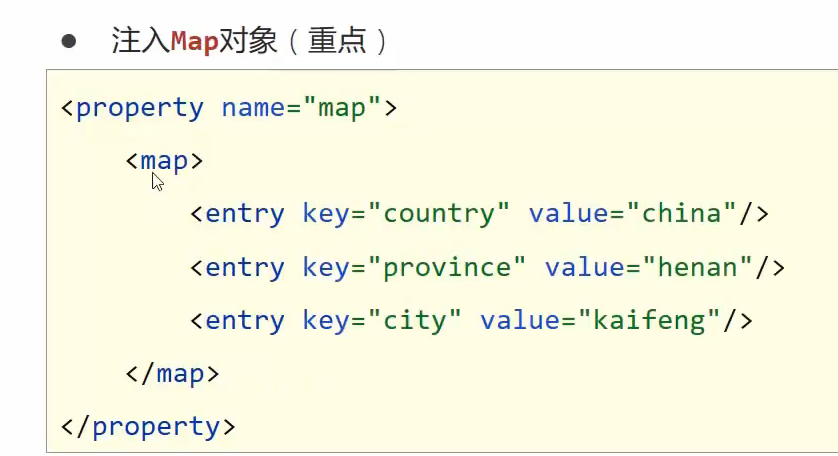 ● 注入Map对象（重点）
<property name="map">
    <map>
        <entry key="country" value="china"/>
        <entry key="province" value="henan"/>
        <entry key="city" value="kaifeng"/>
    </map>
</property>